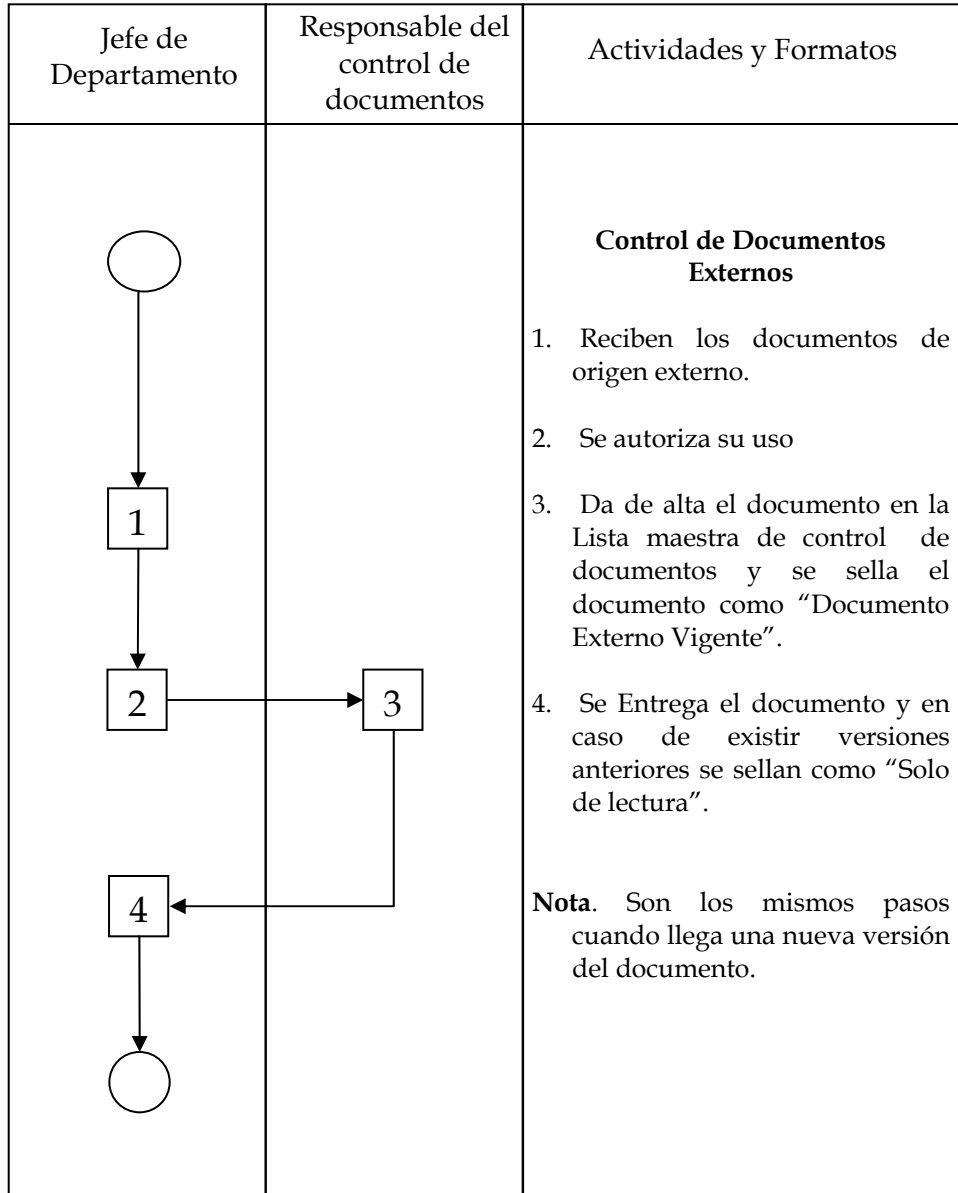 Jefe de
Departamento
Responsable del
control de
documentos
Actividades y Formatos
Control de Documentos
Externos
1. Reciben los documentos de
origen externo.
2. Se autoriza su uso
3. Da de alta el documento en la
Lista maestra de control de
documentos y se sella el
documento como “Documento
Externo Vigente”.
4. Se Entrega el documento y en
caso de existir versiones
anteriores se sellan como “Solo
de lectura”.
Nota. Son los mismos pasos
cuando llega una nueva versión
del documento.
1
2
3
4